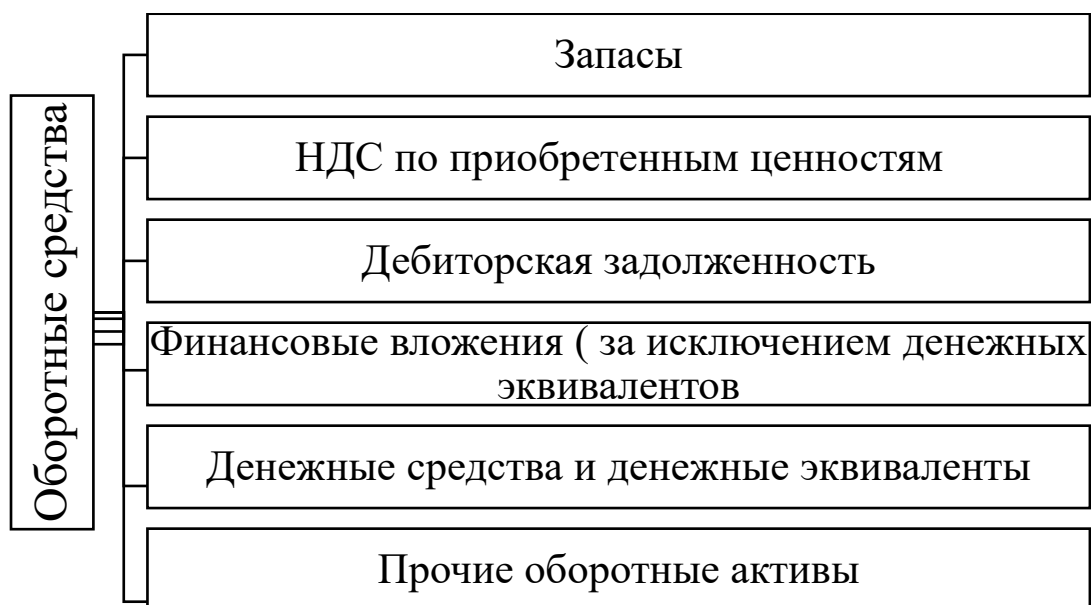 Оборотные средства
Запасы
НДС по приобретенным ценностям
Дебиторская задолженность
Финансовые вложения ( за исключением денежных
эквивалентов
Денежные средства и денежные эквиваленты
Прочие оборотные активы